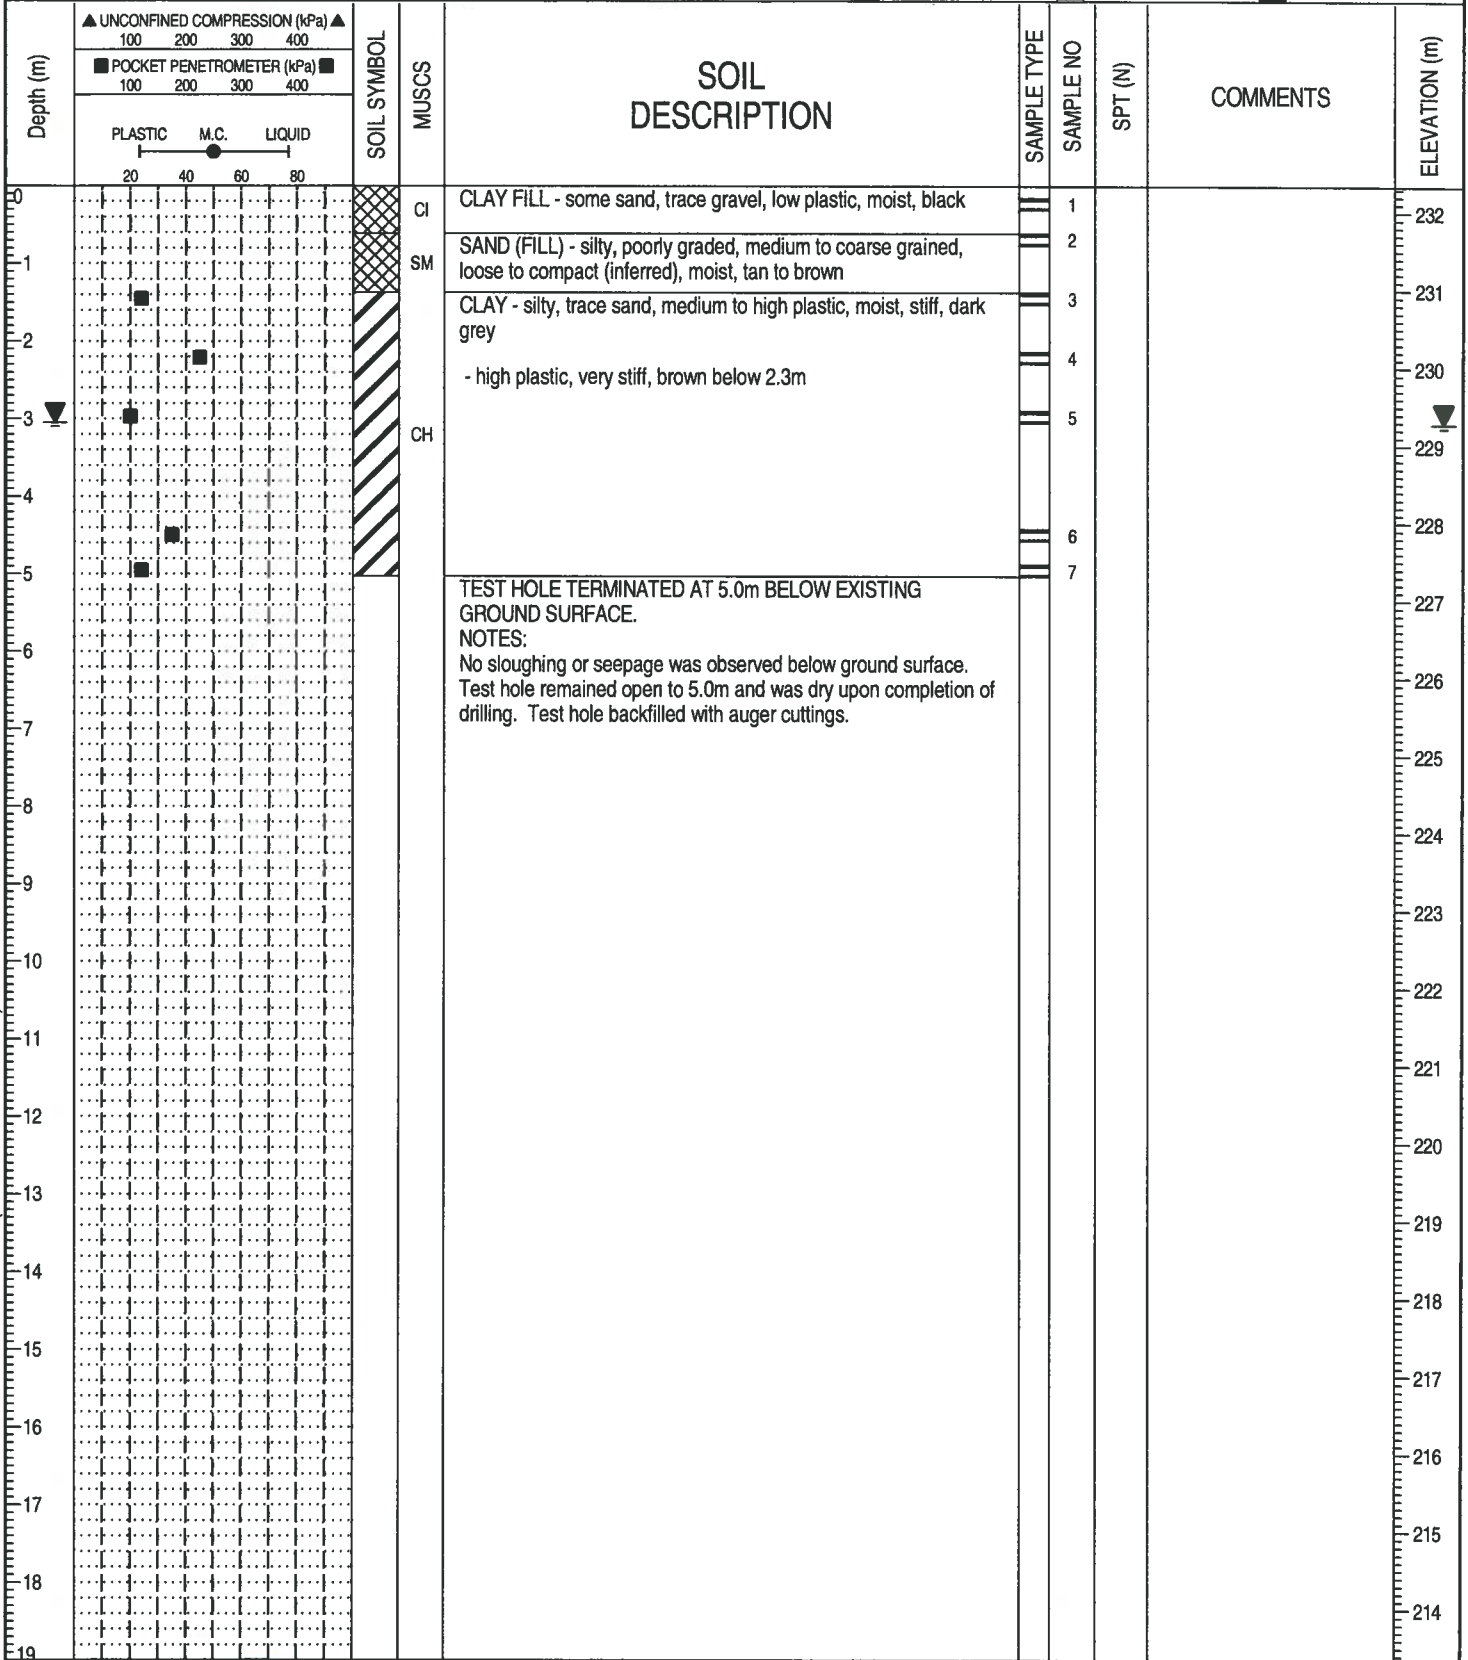 ▲ UNCONFINED COMPRESSION (kPa) ▲
100 200 300 400
■ POCKET PENETROMETER (kPa) ■
100 200 300 400
PLASTIC M.C. LIQUID
20 40 60 80
Depth (m)
SOIL SYMBOL
MUSCS
SOIL
DESCRIPTION
SAMPLE TYPE
SAMPLE NO
SPT (N)
COMMENTS
ELEVATION (m)
0
CI
CLAY FILL - some sand, trace gravel, low plastic, moist, black
1
232
SM
SAND (FILL) - silty, poorly graded, medium to coarse grained,
loose to compact (inferred), moist, tan to brown
2
1
231
CLAY - silty, trace sand, medium to high plastic, moist, stiff, dark
grey
3
2
4
230
- high plastic, very stiff, brown below 2.3m
3
5
CH
229
4
228
6
5
7
TEST HOLE TERMINATED AT 5.0m BELOW EXISTING
GROUND SURFACE.
NOTES:
No sloughing or seepage was observed below ground surface.
Test hole remained open to 5.0m and was dry upon completion of
drilling. Test hole backfilled with auger cuttings.
227
6
226
7
225
8
224
9
223
10
222
11
221
12
220
13
219
14
218
15
217
16
216
17
215
18
214
19